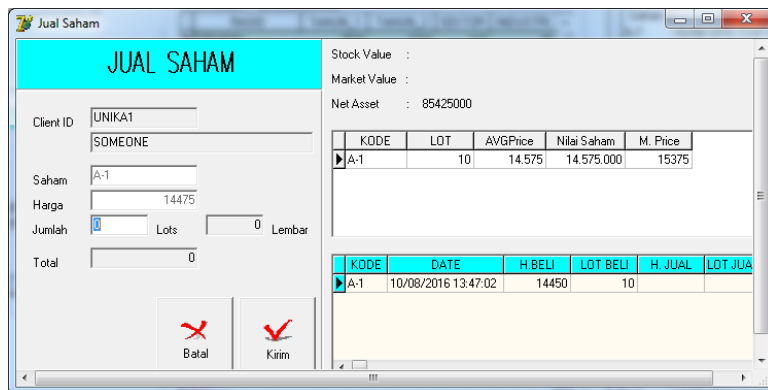 Jual Saham
JUAL SAHAM
Client ID UNIKA1
SOMEONE
Saham A-1
Harga 14475
Jumlah 0 Lots 0 Lembar
Total 0
Batal Kirim
Stock Value :
Market Value :
Net Asset : 85425000
KODE LOT AVGPrice Nilai Saham M. Price
A-1 10 14.575 14.575.000 15375
KODE DATE H.BELI LOT BELI H. JUAL LOT JUA
A-1 10/08/2016 13:47:02 14450 10